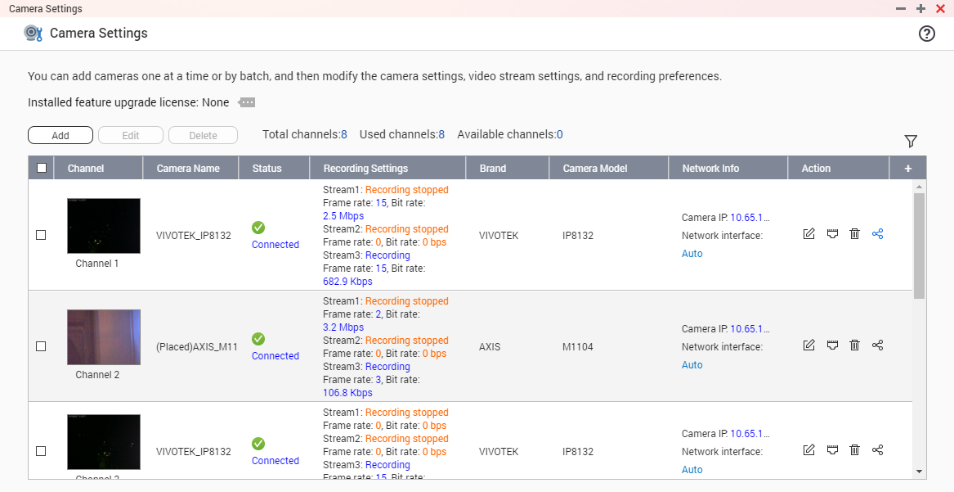 Camera Settings
Camera Settings
You can add cameras one at a time or by batch, and then modify the camera settings, video stream settings, and recording preferences.
Installed feature upgrade license: None
Add Edit Delete Total channels:8 Used channels:8 Available channels:0
Channel Camera Name Status Recording Settings Brand Camera Model Network Info Action +
Stream1: Recording stopped
Frame rate: 15, Bit rate:
2.5 Mbps
Stream2: Recording stopped
Frame rate: 0, Bit rate: 0 bps
Stream3: Recording
Frame rate: 15, Bit rate:
682.9 Kbps
Channel 1
VIVOTEK_IP8132
Connected
VIVOTEK
IP8132
Camera IP: 10.65.1...
Network interface:
Auto
Stream1: Recording stopped
Frame rate: 2, Bit rate:
3.2 Mbps
Stream2: Recording stopped
Frame rate: 0, Bit rate: 0 bps
Stream3: Recording
Frame rate: 3, Bit rate:
106.8 Kbps
Channel 2
(Placed)AXIS_M11
Connected
AXIS
M1104
Camera IP: 10.65.1...
Network interface:
Auto
Stream1: Recording stopped
Frame rate: 0, Bit rate: 0 bps
Stream2: Recording stopped
Frame rate: 0, Bit rate: 0 bps
Stream3: Recording
Frame rate: 15, Bit rate:
Channel 3
VIVOTEK_IP8132
Connected
VIVOTEK
IP8132
Camera IP: 10.65.1...
Network interface:
Auto